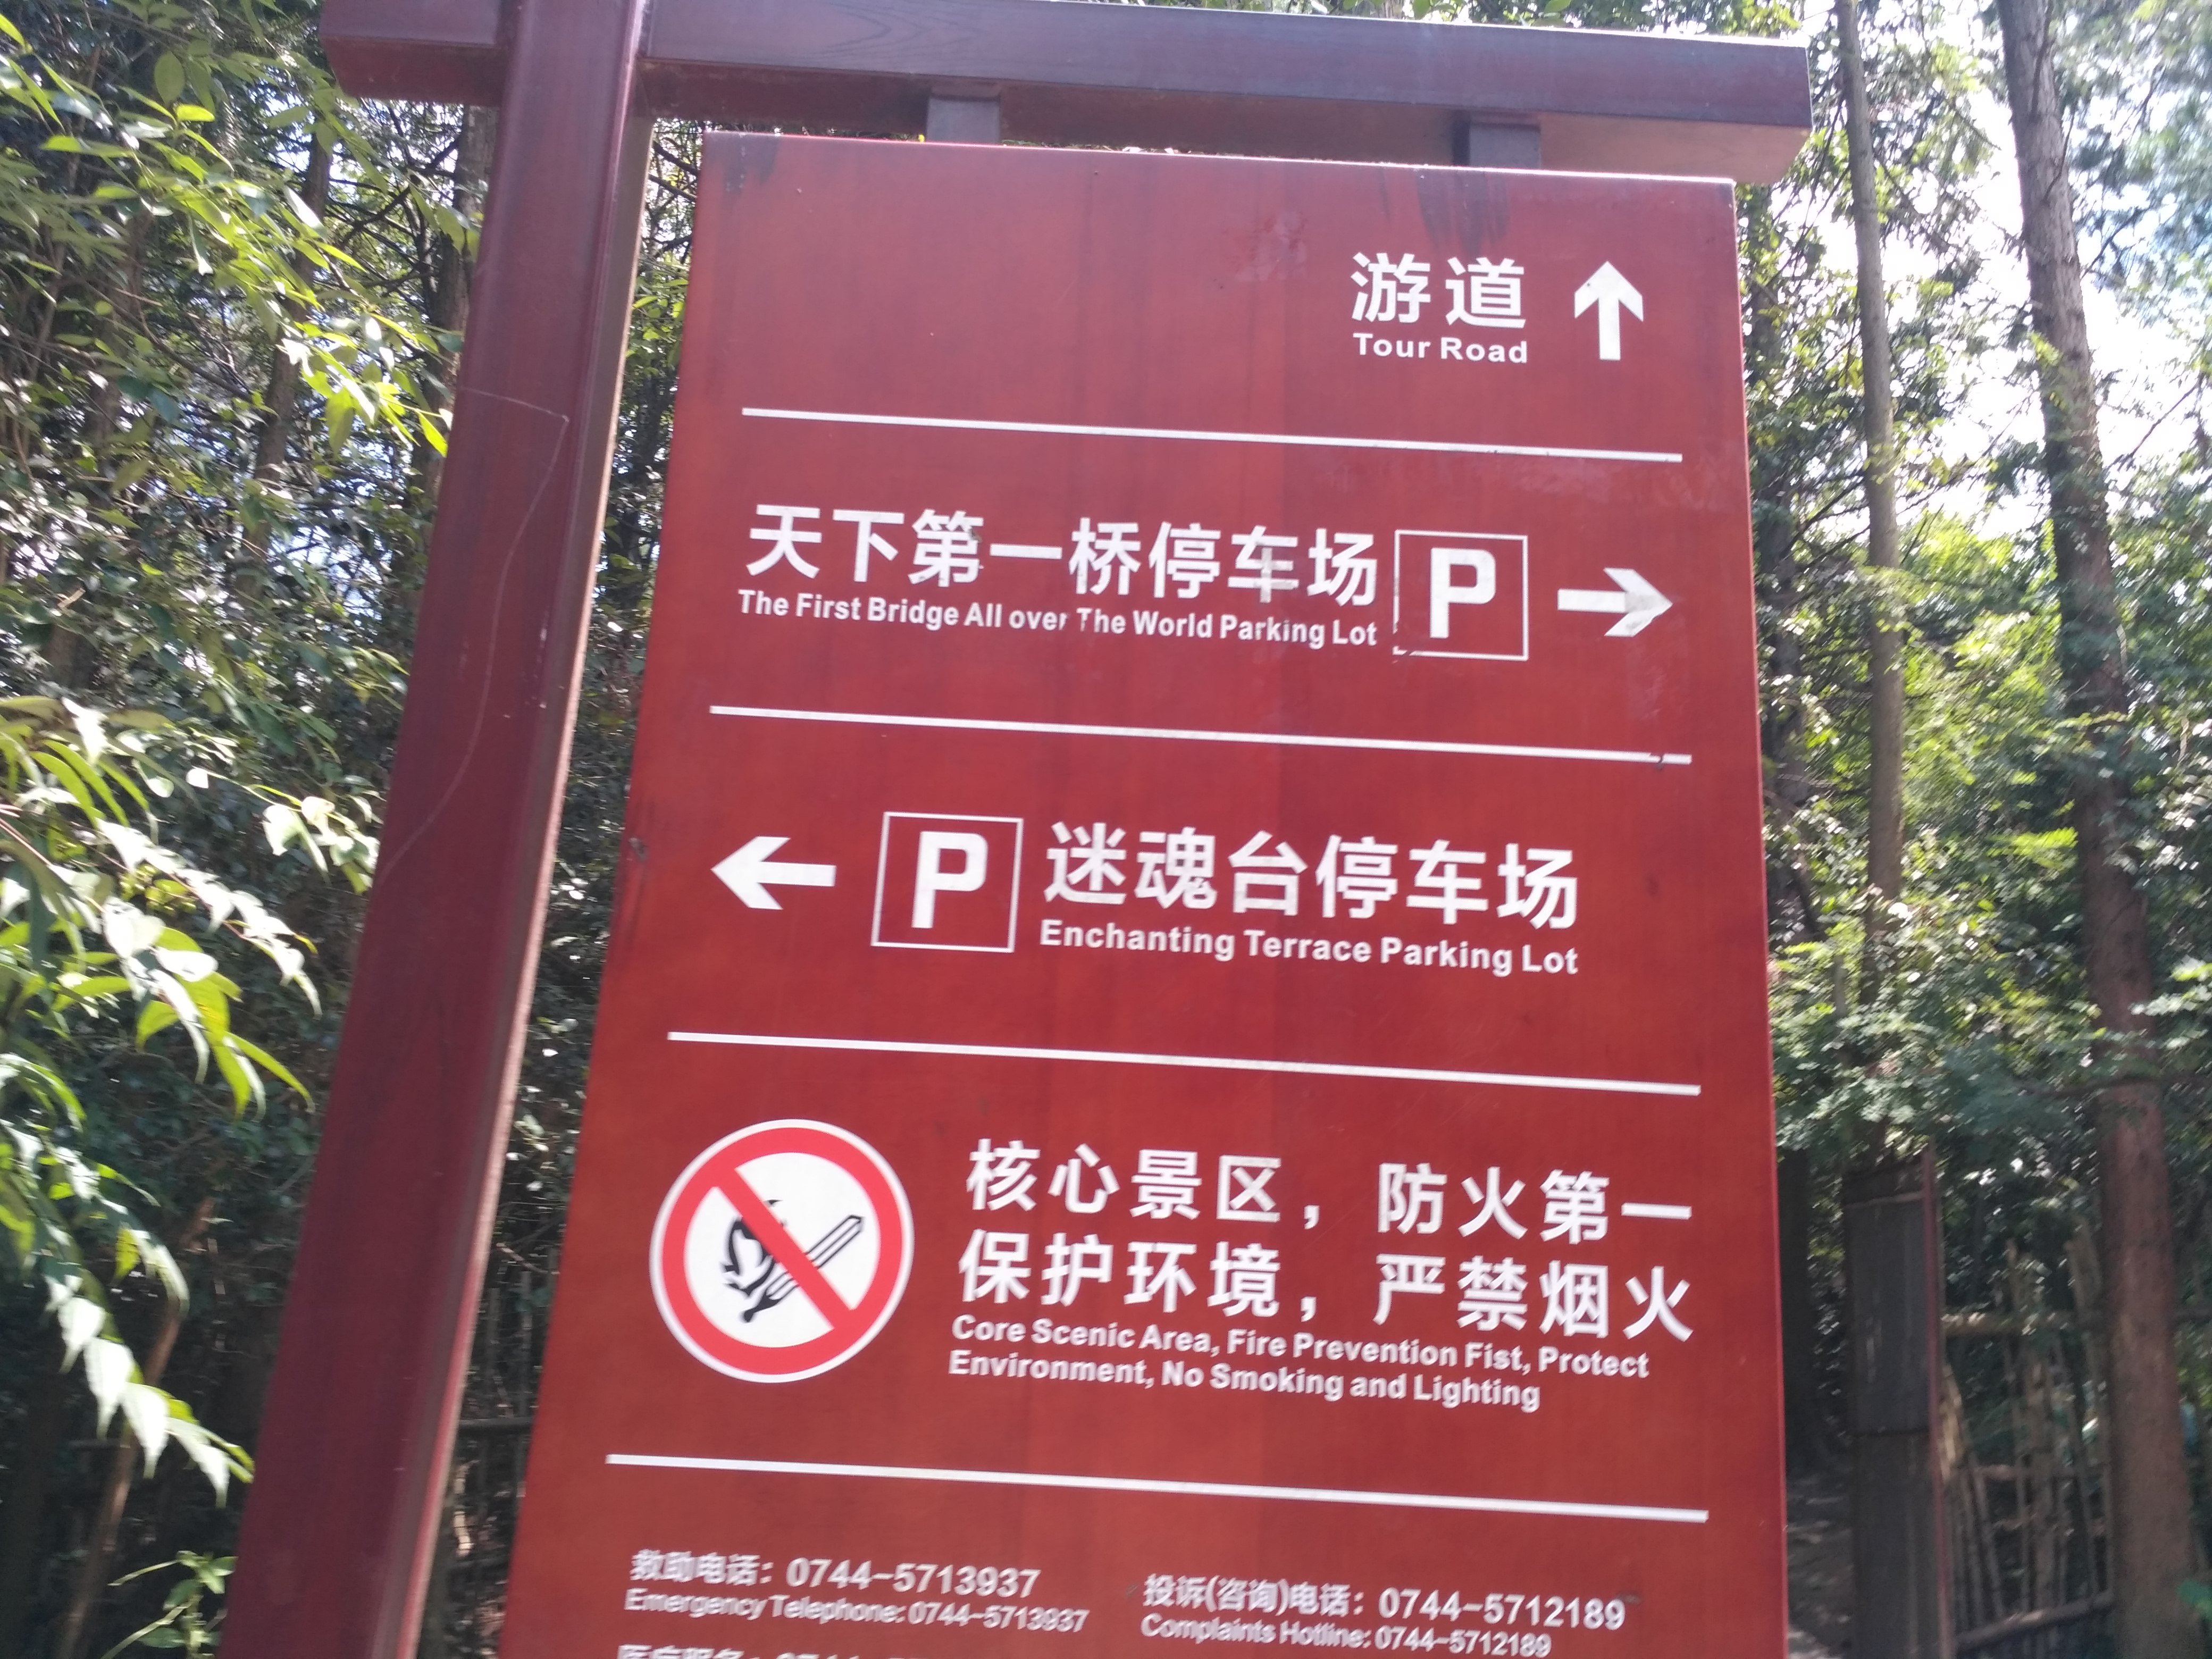 游道
Tour Road
天下第一桥停车场 P
The First Bridge All over The World Parking Lot
P 迷魂台停车场
Enchanting Terrace Parking Lot
核心景区，防火第一
保护环境，严禁烟火
Core Scenic Area, Fire Prevention Fist, Protect
Environment, No Smoking and Lighting
救助电话：0744-5713937
Emergency Telephone: 0744-5713937
投诉(咨询)电话：0744-5712189
Complaints Hotline: 0744-5712189